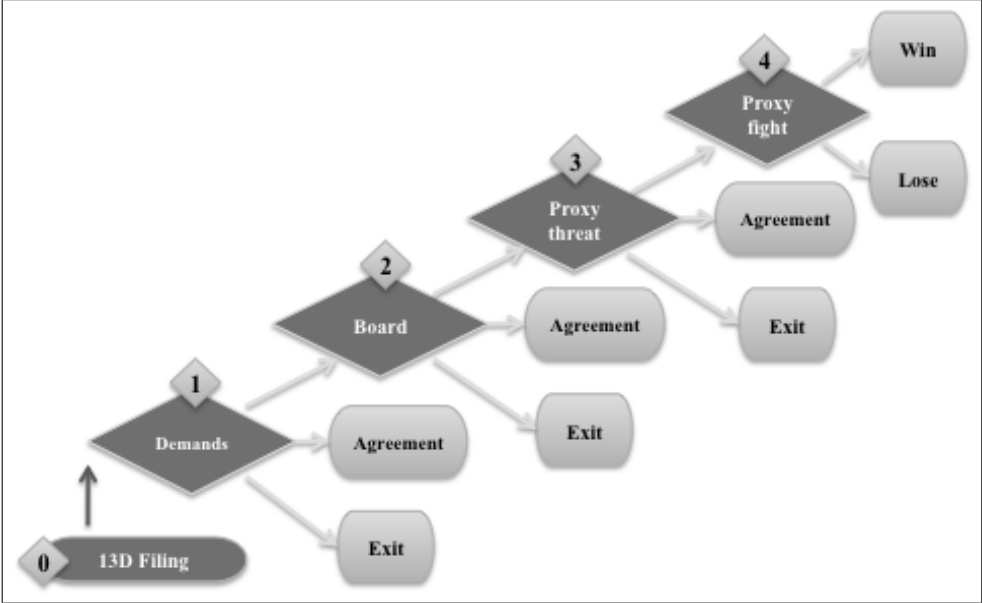 4
Win
Proxy
fight
3
Lose
Proxy
threat
Agreement
2
Board
Agreement
Exit
1
Demands
Agreement
Exit
0
13D Filing
Exit